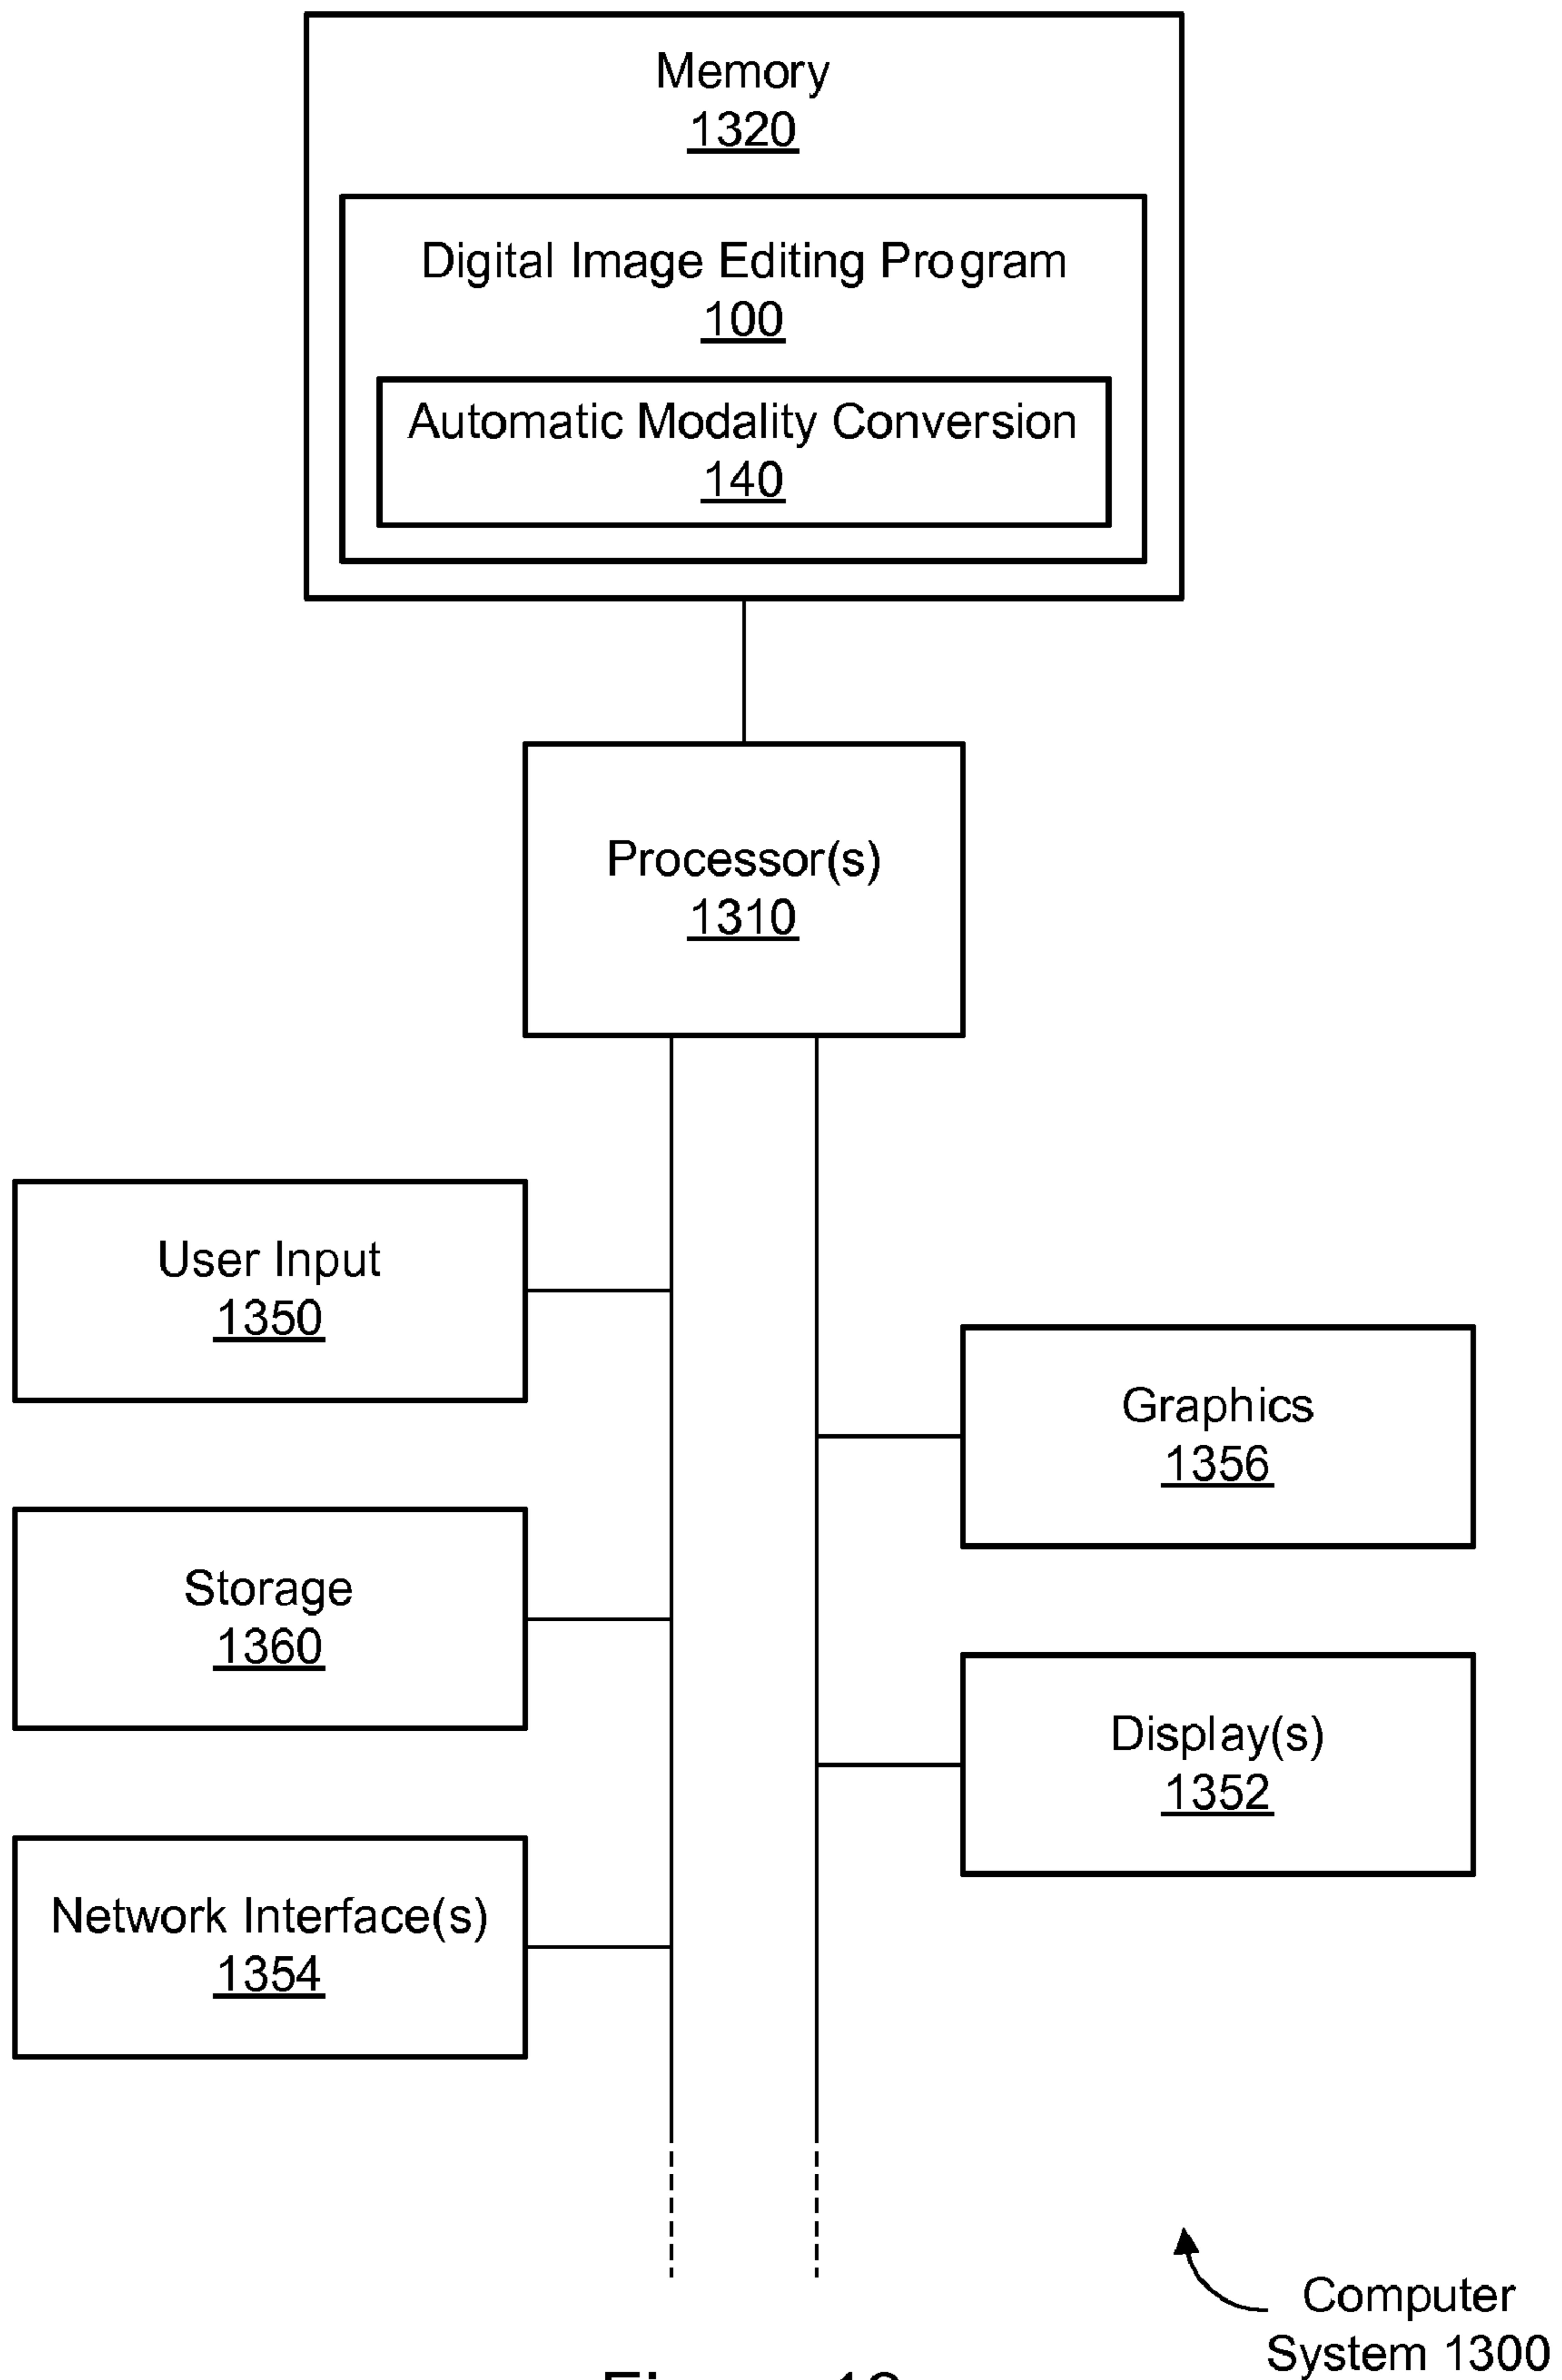 Memory
1320
Digital Image Editing Program
100
Automatic Modality Conversion
140
Processor(s)
1310
User Input
1350
Graphics
1356
Storage
1360
Display(s)
1352
Network Interface(s)
1354
Computer
System 1300